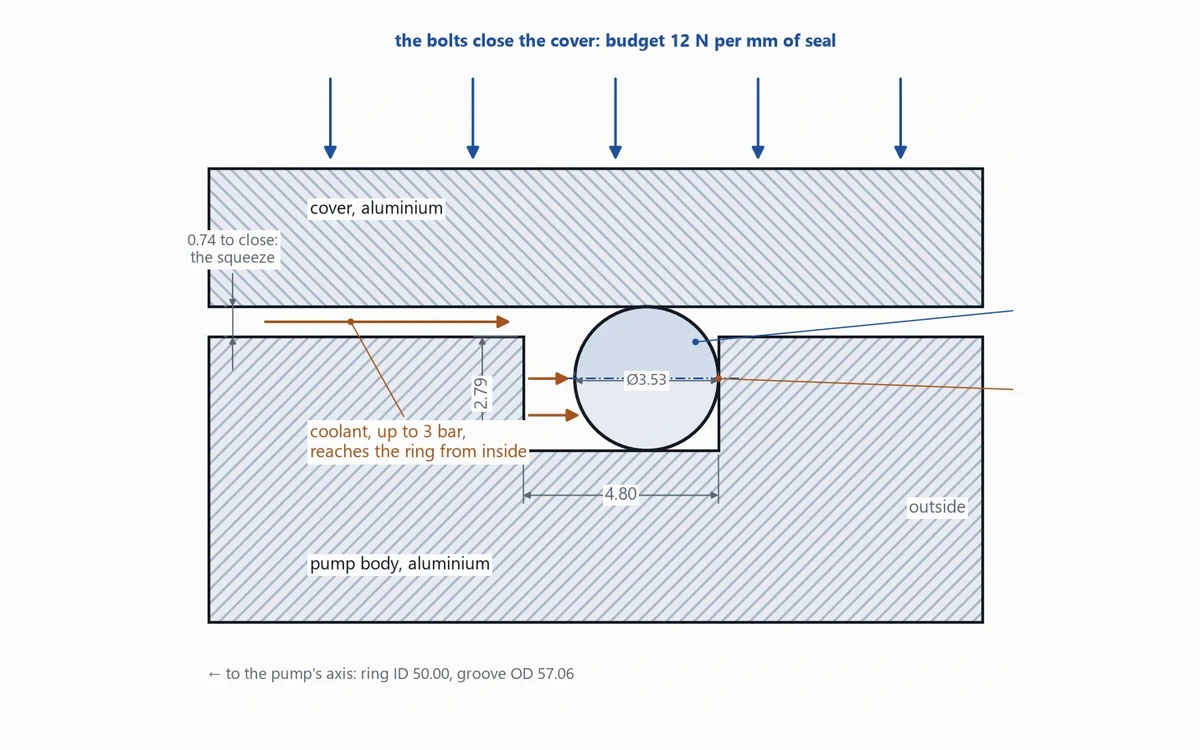 the bolts close the cover: budget 12 N per mm of seal
cover, aluminium
0.74 to close:
the squeeze
Ø3.53
2.79
coolant, up to 3 bar,
reaches the ring from inside
4.80
outside
pump body, aluminium
← to the pump's axis: ring ID 50.00, groove OD 57.06